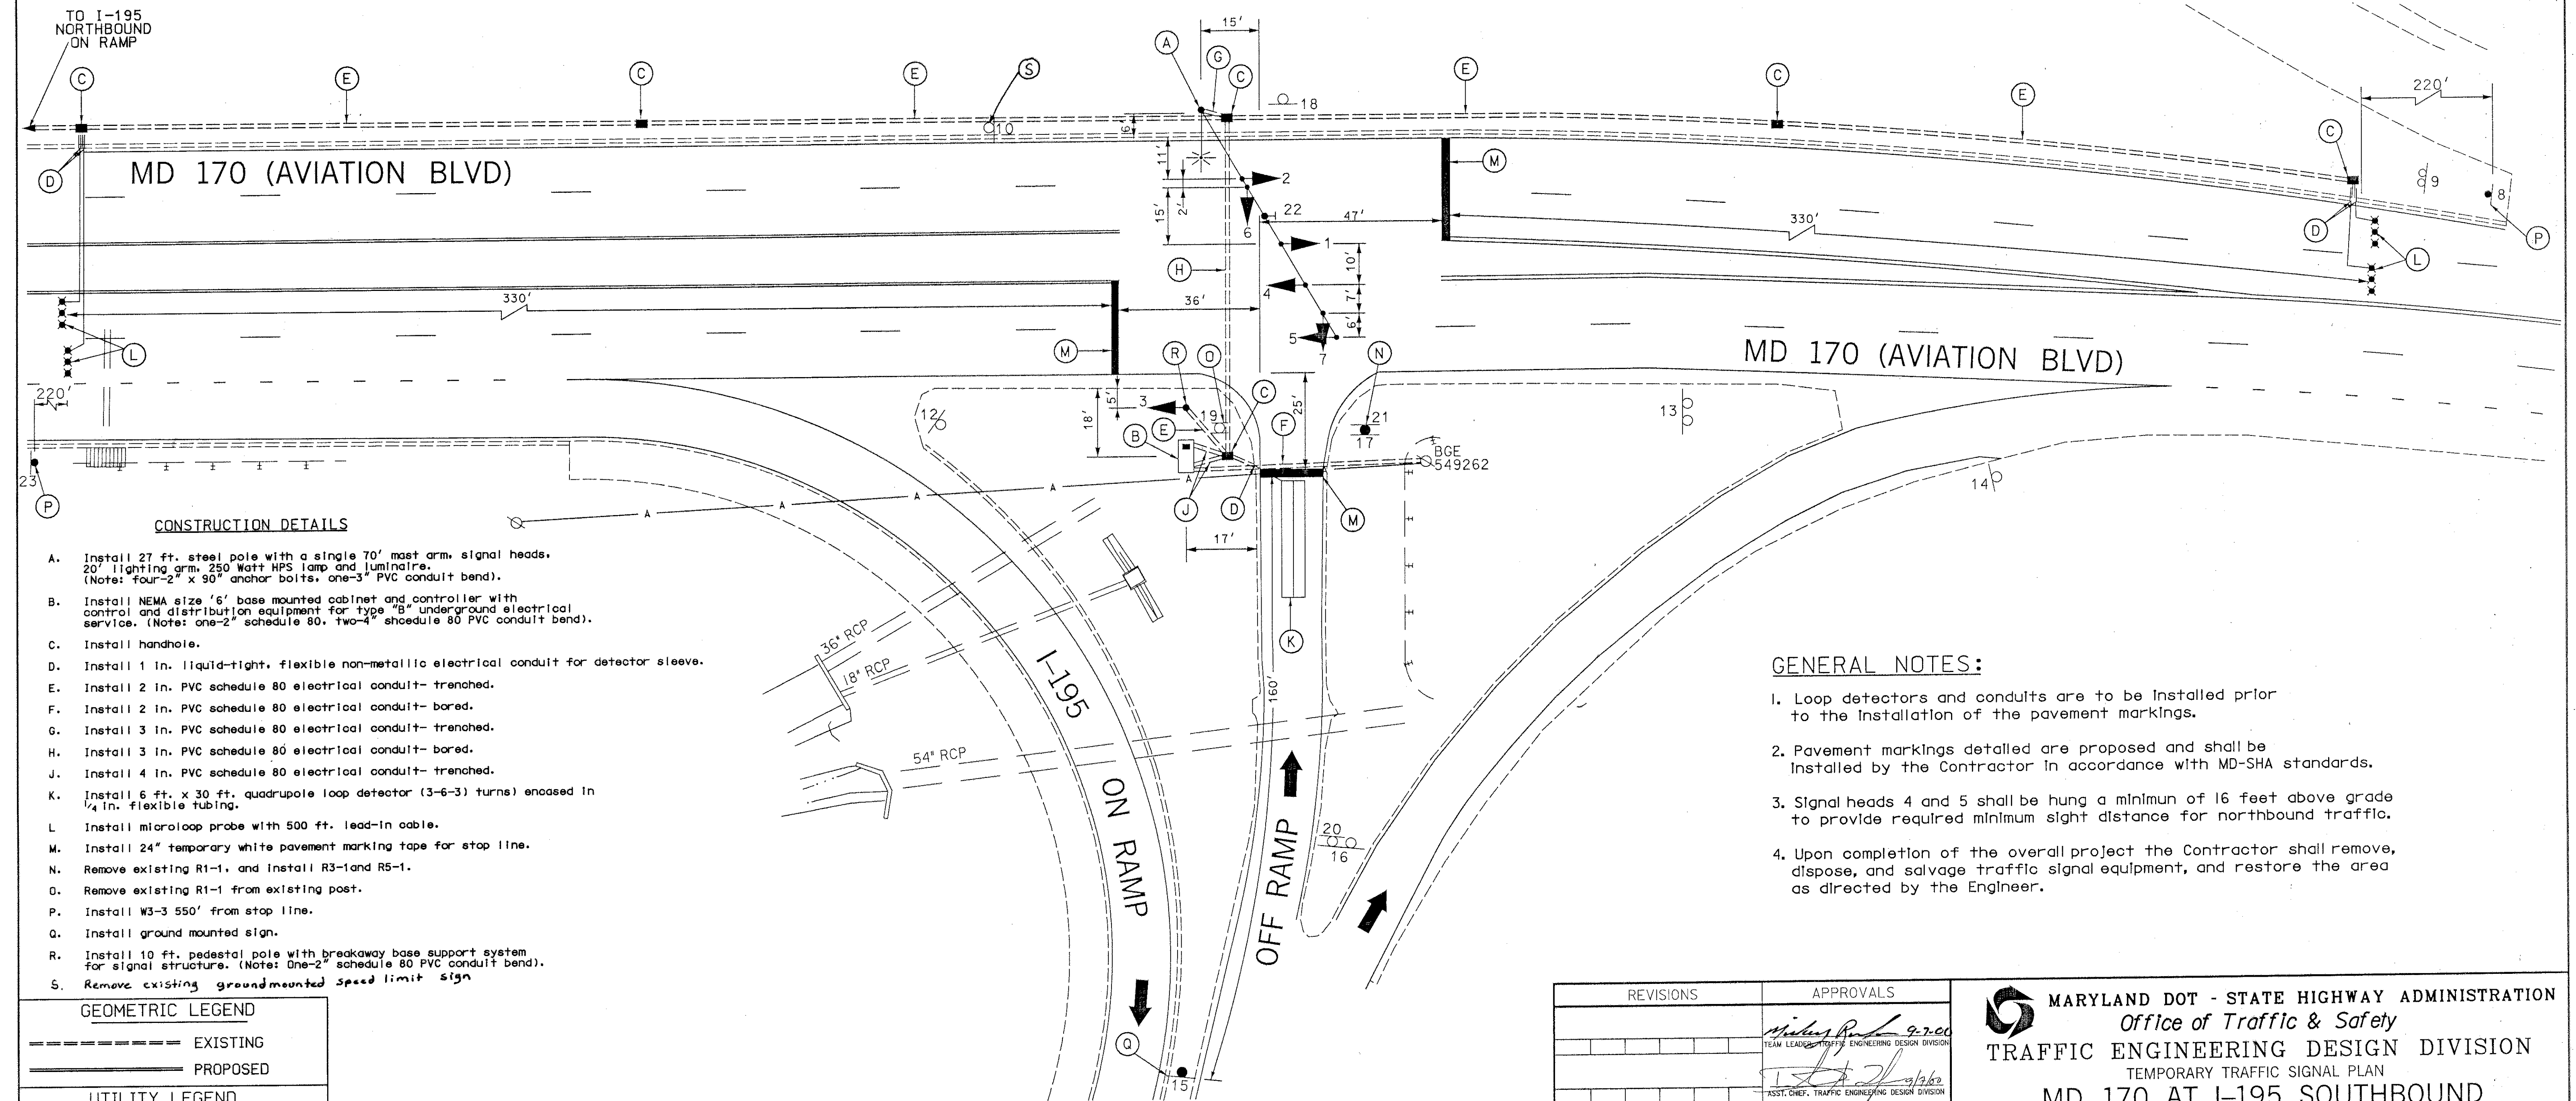 TO I-195
NORTHBOUND
ON RAMP
C
E
C
E
S
A
G
C
15'
18
E
C
E
C
220'
10
6'
D
MD 170 (AVIATION BLVD)
11'
2
2'
15'
22
47'
6
M
330'
9
8
D
P
H
1
10'
L
4
7'
330'
36'
5
6'
7
L
M
R
O
N
MD 170 (AVIATION BLVD)
220'
3
5'
C
25'
12
18'
19
F
21
13
E
17
B
BGE
549262
23
P
A
A
A
A
A
J
D
M
14
17'
CONSTRUCTION DETAILS
A. Install 27 ft. steel pole with a single 70' mast arm, signal heads,
20' lighting arm, 250 Watt HPS lamp and luminaire.
(Note: four-2" x 90" anchor bolts, one-3" PVC conduit bend).
B. Install NEMA size '6' base mounted cabinet and controller with
control and distribution equipment for type "B" underground electrical
service. (Note: one-2" schedule 80, two-4" shcedule 80 PVC conduit bend).
C. Install handhole.
D. Install 1 in. liquid-tight, flexible non-metallic electrical conduit for detector sleeve.
E. Install 2 in. PVC schedule 80 electrical conduit- trenched.
F. Install 2 in. PVC schedule 80 electrical conduit- bored.
G. Install 3 in. PVC schedule 80 electrical conduit- trenched.
H. Install 3 in. PVC schedule 80 electrical conduit- bored.
J. Install 4 in. PVC schedule 80 electrical conduit- trenched.
K. Install 6 ft. x 30 ft. quadrupole loop detector (3-6-3) turns) encased in
1/4 in. flexible tubing.
L Install microloop probe with 500 ft. lead-in cable.
M. Install 24" temporary white pavement marking tape for stop line.
N. Remove existing R1-1, and install R3-1and R5-1.
O. Remove existing R1-1 from existing post.
P. Install W3-3 550' from stop line.
Q. Install ground mounted sign.
R. Install 10 ft. pedestal pole with breakaway base support system
for signal structure. (Note: One-2" schedule 80 PVC conduit bend).
S. Remove existing groundmounted speed limit sign
36" RCP
18" RCP
54" RCP
K
160'
I-195
ON RAMP
OFF RAMP
20
16
Q
15
GENERAL NOTES:
1. Loop detectors and conduits are to be installed prior
to the installation of the pavement markings.
2. Pavement markings detailed are proposed and shall be
installed by the Contractor in accordance with MD-SHA standards.
3. Signal heads 4 and 5 shall be hung a minimun of 16 feet above grade
to provide required minimum sight distance for northbound traffic.
4. Upon completion of the overall project the Contractor shall remove,
dispose, and salvage traffic signal equipment, and restore the area
as directed by the Engineer.
GEOMETRIC LEGEND
EXISTING
PROPOSED
UTILITY LEGEND
REVISIONS
APPROVALS
9-7-00
TEAM LEADER, TRAFFIC ENGINEERING DESIGN DIVISION
9/7/00
ASST. CHIEF, TRAFFIC ENGINEERING DESIGN DIVISION
MARYLAND DOT - STATE HIGHWAY ADMINISTRATION
Office of Traffic & Safety
TRAFFIC ENGINEERING DESIGN DIVISION
TEMPORARY TRAFFIC SIGNAL PLAN
MD 170 AT I-195 SOUTHBOUND